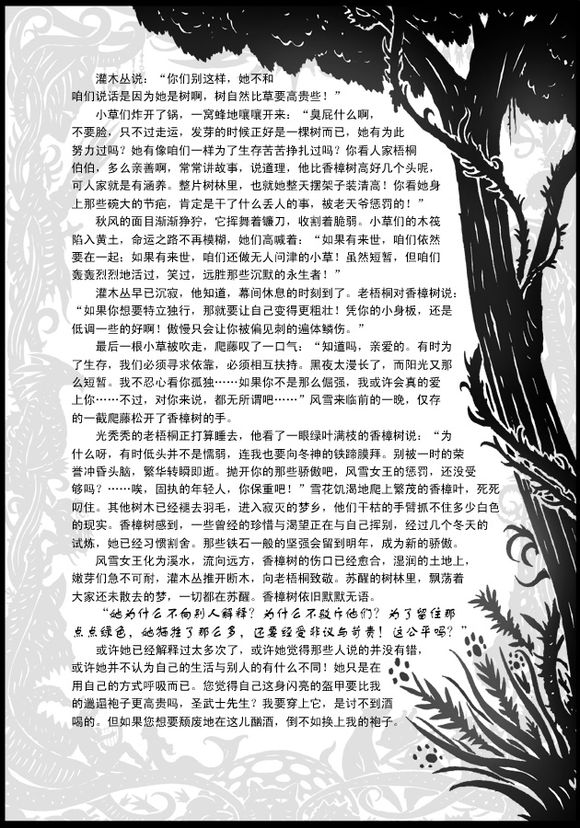 灌木丛说：“你们别这样，她不和
咱们说话是因为她是树啊，树自然比草要高贵些！”
小草们炸开了锅，一窝蜂地嚷嚷开来：“臭屁什么啊，
不要脸，只不过走运，发芽的时候正好是一棵树而已，她有为此
努力过吗？她有像咱们一样为了生存苦苦挣扎过吗？你看人家梧桐
伯伯，多么亲善啊，常常讲故事，说道理，他比香樟树高好几个头呢，
可人家就是有涵养。整片树林里，也就她整天摆架子装清高！你看她身
上那些碗大的节疤，肯定是干了什么丢人的事，被老天爷惩罚的！”
秋风的面目渐渐狰狞，它挥舞着镰刀，收割着脆弱。小草们的木筏
陷入黄土，命运之路不再模糊，她们高喊着：“如果有来世，咱们依然
要在一起；如果有来世，咱们还做无人问津的小草！虽然短暂，但咱们
轰轰烈烈地活过，笑过，远胜那些沉默的永生者！”
灌木丛早已沉寂，他知道，幕间休息的时刻到了。老梧桐对香樟树说：
“如果你想要特立独行，那就要让自己变得更粗壮！凭你的小身板，还是
低调一些的好啊！傲慢只会让你被偏见刺的遍体鳞伤。”
最后一根小草被吹走，爬藤叹了一口气：“知道吗，亲爱的。有时为
了生存，我们必须寻求依靠，必须相互扶持。黑夜太漫长了，而阳光又那
么短暂。我不忍心看你孤独……如果你不是那么倔强，我或许会真的爱
上你……不过，对你来说，都无所谓吧……”风雪来临前的一晚，仅存
的一截爬藤松开了香樟树的手。
光秃秃的老梧桐正打算睡去，他看了一眼绿叶满枝的香樟树说：“为
什么呀，有时低头并不是懦弱，连我也要向冬神的铁蹄膜拜。别被一时的荣
誉冲昏头脑，繁华转瞬即逝。抛开你的那些骄傲吧，风雪女王的惩罚，还没受
够吗？……唉，固执的年轻人，你保重吧！”雪花饥渴地爬上繁茂的香樟叶，死死
叼住。其他树木已经褪去羽毛，进入寂灭的梦乡，他们干枯的手臂抓不住多少白色
的现实。香樟树感到，一些曾经的珍惜与渴望正在与自己挥别，经过几个冬天的
试炼，她已经习惯割舍。那些铁石一般的坚强会留到明年，成为新的骄傲。
风雪女王化为溪水，流向远方，香樟树的伤口已经愈合，湿润的土地上，
嫩芽们急不可耐，灌木丛推开断木，向老梧桐致敬。苏醒的树林里，飘荡着
大家还未散去的梦，一切都在苏醒。香樟树依旧默默无语。
“她为什么不向别人解释？为什么不驳斥他们？为了留住那
点点绿色，她牺牲了那么多，还要经受非议与苛责！这公平吗？”
或许她已经解释过太多次了，或许她觉得那些人说的并没有错，
或许她并不认为自己的生活与别人的有什么不同！她只是在
用自己的方式呼吸而已。您觉得自己这身闪亮的盔甲要比我
的邋遢袍子更高贵吗，圣武士先生？我要穿上它，是讨不到酒
喝的。但如果您想要颓废地在这儿酗酒，倒不如换上我的袍子。